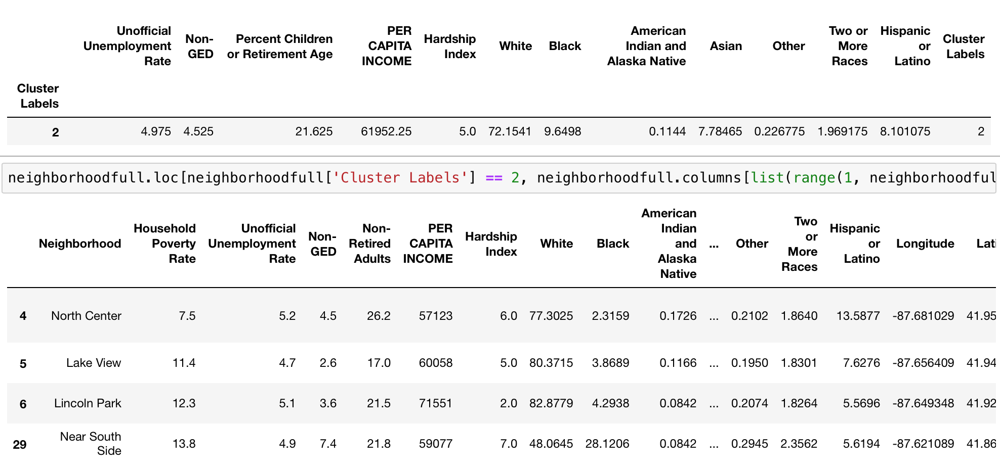 Unofficial Unemployment Rate Non-GED Percent Children or Retirement Age PER CAPITA INCOME Hardship Index White Black American Indian and Alaska Native Asian Other Two or More Races Hispanic or Latino Cluster Labels
Cluster Labels
2 4.975 4.525 21.625 61952.25 5.0 72.1541 9.6498 0.1144 7.78465 0.226775 1.969175 8.101075 2
neighborhoodfull.loc[neighborhoodfull['Cluster Labels'] == 2, neighborhoodfull.columns[list(range(1, neighborhoodful
Neighborhood Household Poverty Rate Unofficial Unemployment Rate Non-GED Non-Retired Adults PER CAPITA INCOME Hardship Index White Black American Indian and Alaska Native ... Other Two or More Races Hispanic or Latino Longitude Lati
4 North Center 7.5 5.2 4.5 26.2 57123 6.0 77.3025 2.3159 0.1726 ... 0.2102 1.8640 13.5877 -87.681029 41.95
5 Lake View 11.4 4.7 2.6 17.0 60058 5.0 80.3715 3.8689 0.1166 ... 0.1950 1.8301 7.6276 -87.656409 41.94
6 Lincoln Park 12.3 5.1 3.6 21.5 71551 2.0 82.8779 4.2938 0.0842 ... 0.2074 1.8264 5.5696 -87.649348 41.92
29 Near South Side 13.8 4.9 7.4 21.8 59077 7.0 48.0645 28.1206 0.0842 ... 0.2945 2.3562 5.6194 -87.621089 41.86